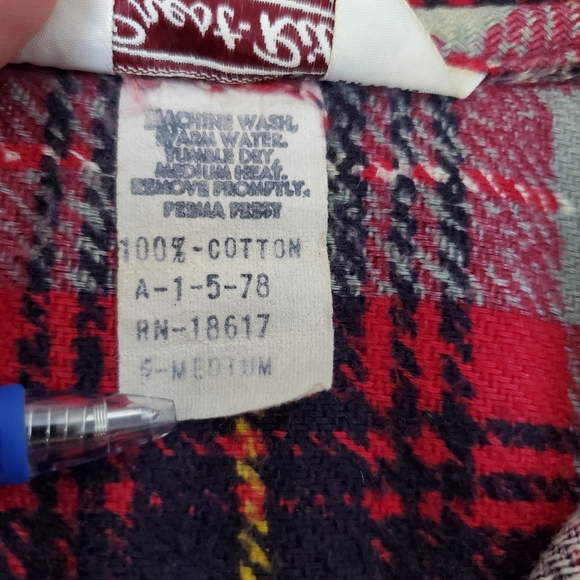 MACHINE WASH,
WARM WATER,
TUMBLE DRY,
MEDIUM HEAT.
REMOVE PROMPTLY.
PERMA PREST
100%-COTTON
A-1-5-78
RN-18617
-MEDIUM